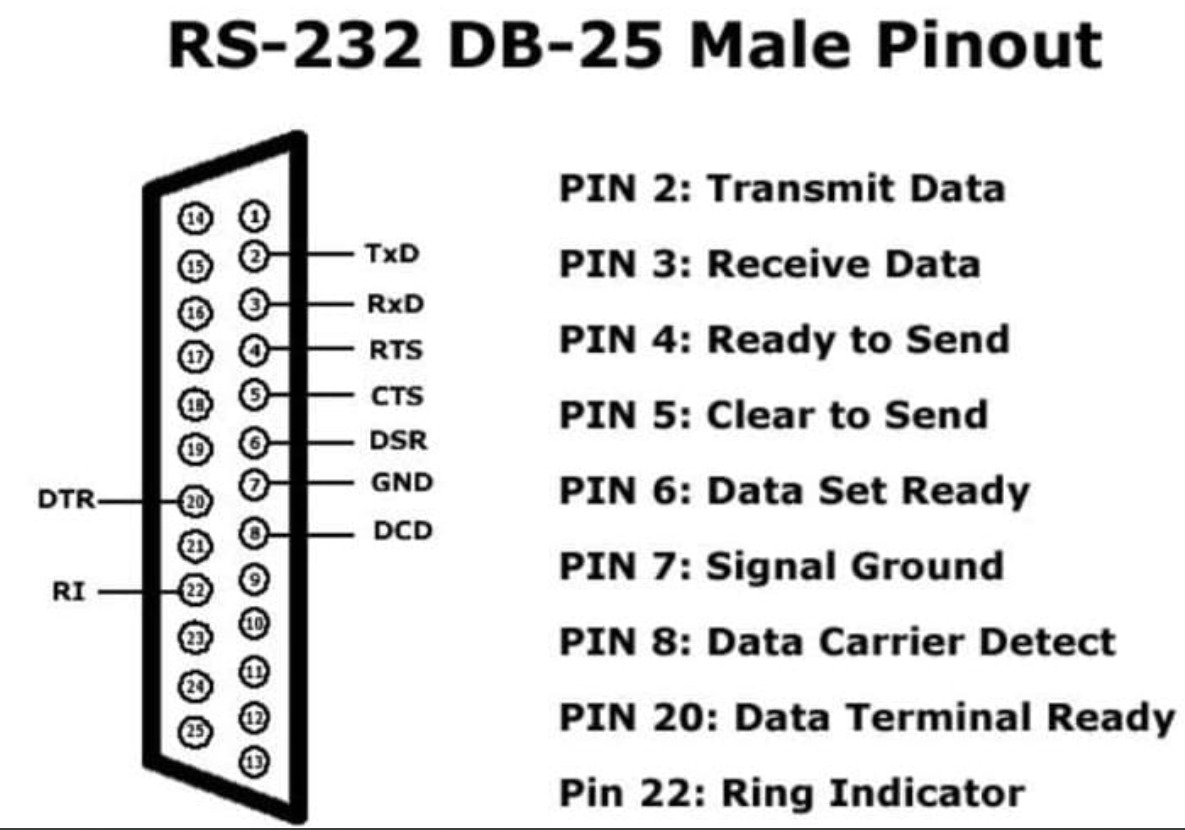 RS-232 DB-25 Male Pinout
14 1
2 TxD
15
3 RxD
16
4 RTS
17
5 CTS
18
6 DSR
19
7 GND
DTR 20
8 DCD
21
9
RI 22
10
23
11
24
12
25
13
PIN 2: Transmit Data
PIN 3: Receive Data
PIN 4: Ready to Send
PIN 5: Clear to Send
PIN 6: Data Set Ready
PIN 7: Signal Ground
PIN 8: Data Carrier Detect
PIN 20: Data Terminal Ready
Pin 22: Ring Indicator